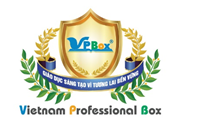 VPBox®
GIÁO DỤC SÁNG TẠO VÌ TƯƠNG LAI BỀN VỮNG
Vietnam Professional Box